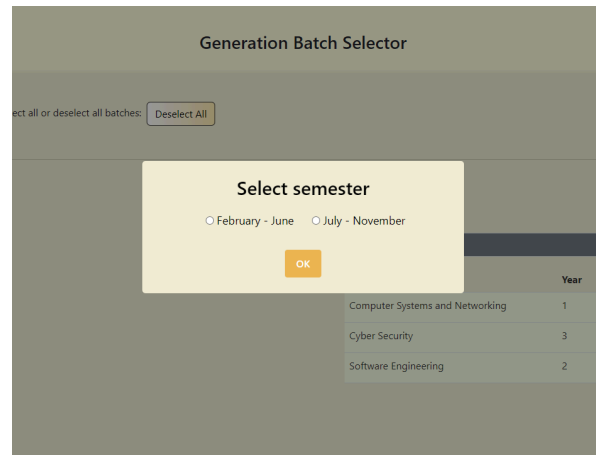 Generation Batch Selector
ect all or deselect all batches: Deselect All
Select semester
February - June July - November
OK
Year
Computer Systems and Networking 1
Cyber Security 3
Software Engineering 2